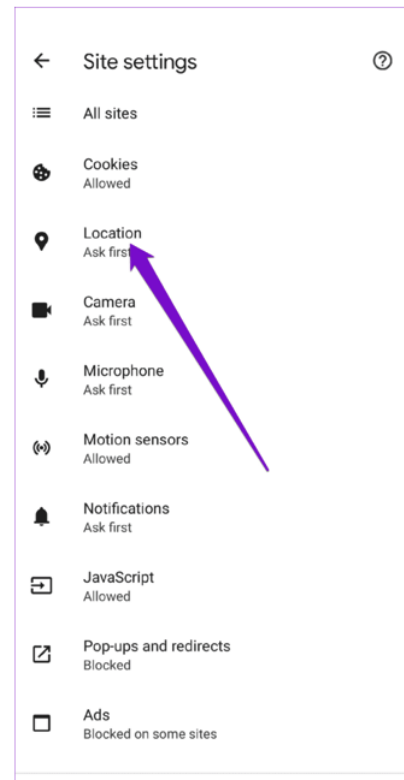 Site settings
All sites
Cookies
Allowed
Location
Ask first
Camera
Ask first
Microphone
Ask first
Motion sensors
Allowed
Notifications
Ask first
JavaScript
Allowed
Pop-ups and redirects
Blocked
Ads
Blocked on some sites